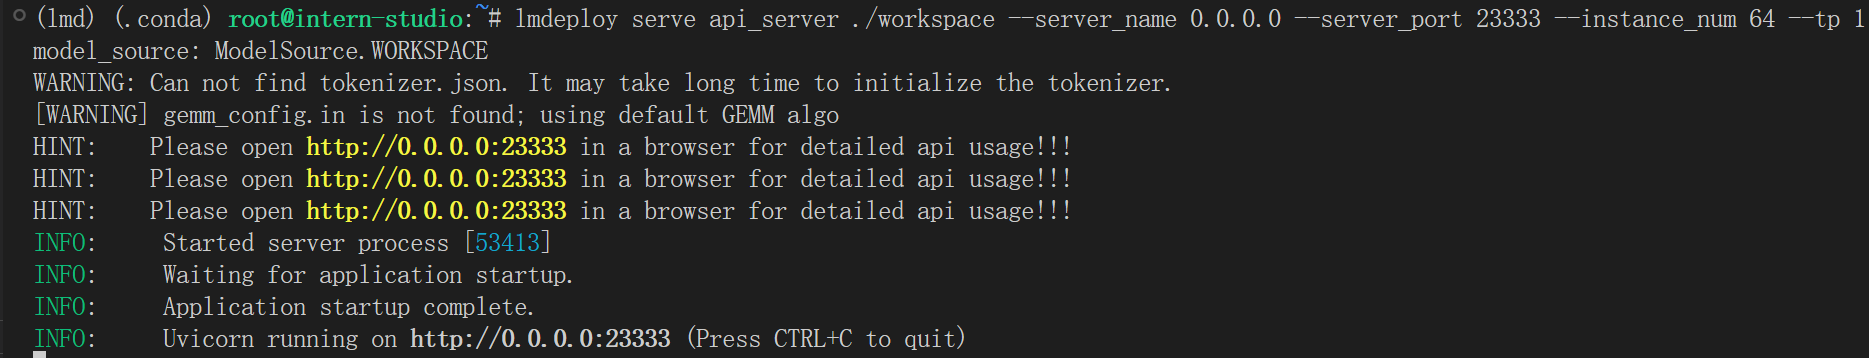 (lmd) (.conda) root@intern-studio:~# lmdeploy serve api_server ./workspace --server_name 0.0.0.0 --server_port 23333 --instance_num 64 --tp 1
model_source: ModelSource.WORKSPACE
WARNING: Can not find tokenizer.json. It may take long time to initialize the tokenizer.
[WARNING] gemm_config.in is not found; using default GEMM algo
HINT:    Please open http://0.0.0.0:23333 in a browser for detailed api usage!!!
HINT:    Please open http://0.0.0.0:23333 in a browser for detailed api usage!!!
HINT:    Please open http://0.0.0.0:23333 in a browser for detailed api usage!!!
INFO:     Started server process [53413]
INFO:     Waiting for application startup.
INFO:     Application startup complete.
INFO:     Uvicorn running on http://0.0.0.0:23333 (Press CTRL+C to quit)